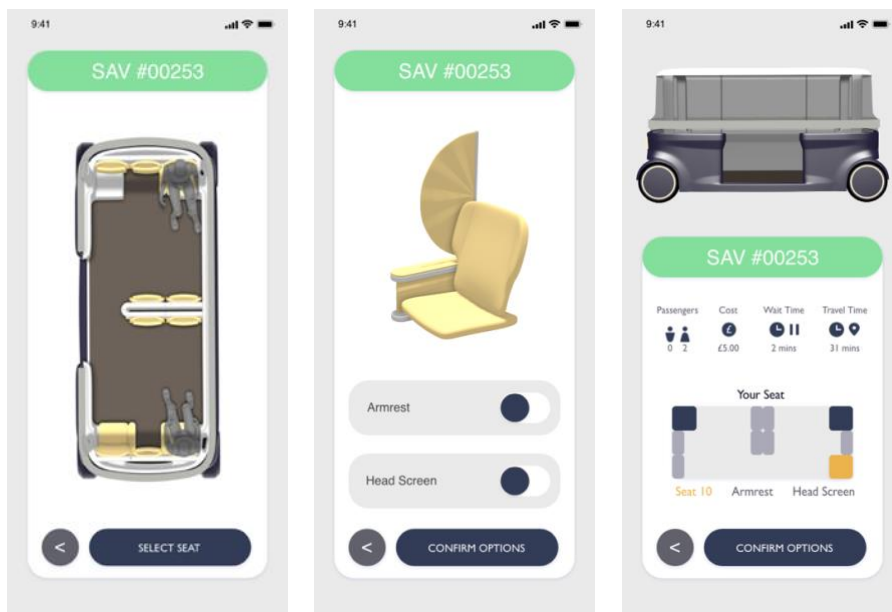 9:41
SAV #00253
<
SELECT SEAT
9:41
SAV #00253
Armrest
Head Screen
<
CONFIRM OPTIONS
9:41
SAV #00253
Passengers Cost Wait Time Travel Time
0 2 £5.00 2 mins 31 mins
Your Seat
Seat 10 Armrest Head Screen
<
CONFIRM OPTIONS